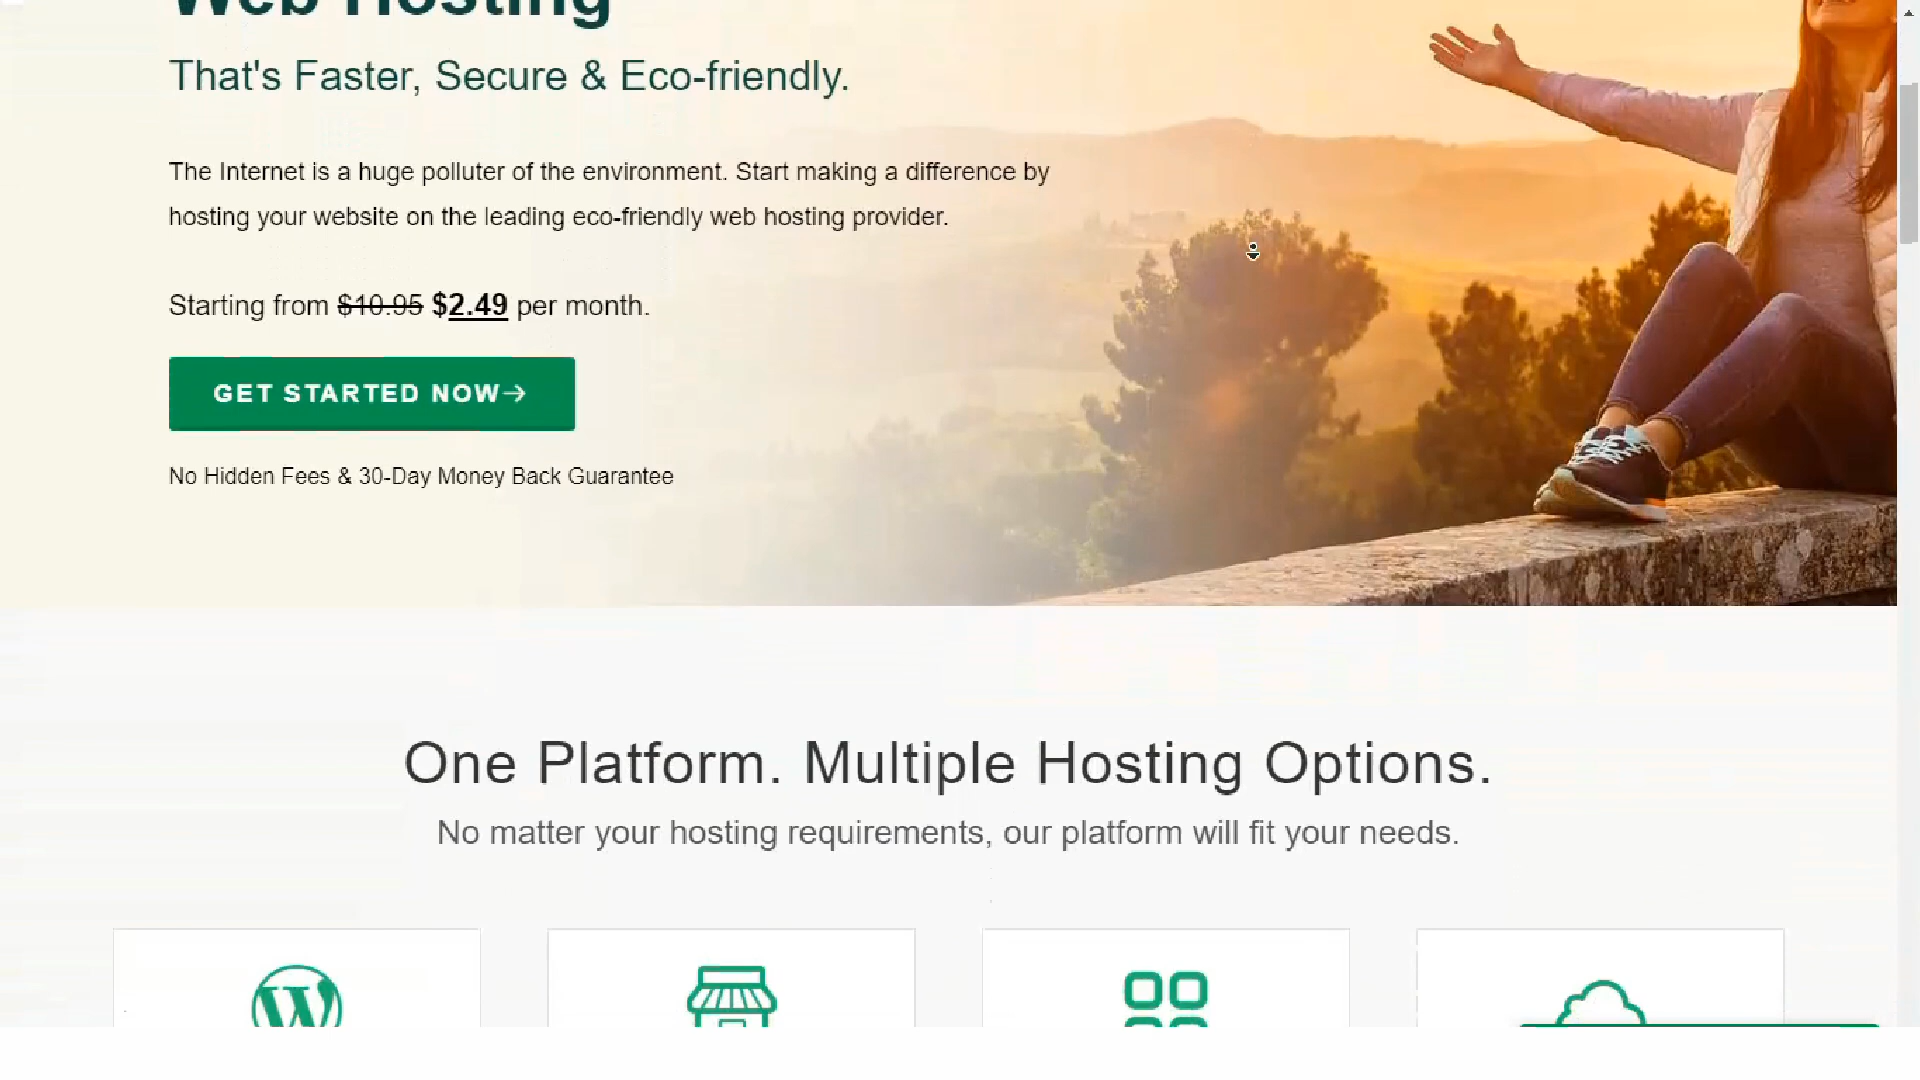 Web Hosting
That's Faster, Secure & Eco-friendly.
The Internet is a huge polluter of the environment. Start making a difference by
hosting your website on the leading eco-friendly web hosting provider.
Starting from $10.95 $2.49 per month.
GET STARTED NOW→
No Hidden Fees & 30-Day Money Back Guarantee
One Platform. Multiple Hosting Options.
No matter your hosting requirements, our platform will fit your needs.